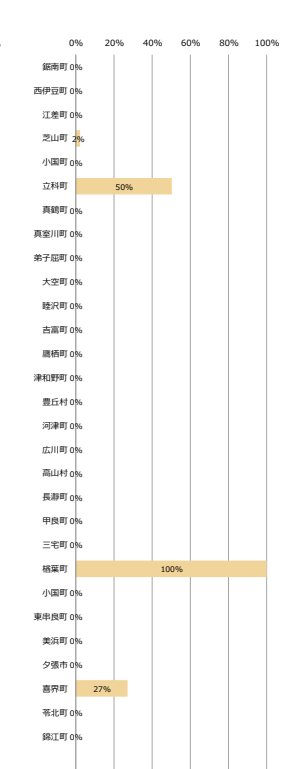 0% 20% 40% 60% 80% 100%
鋸南町 0%
西伊豆町 0%
江差町 0%
芝山町 2%
小国町 0%
立科町 50%
真鶴町 0%
真室川町 0%
弟子屈町 0%
大空町 0%
睦沢町 0%
吉富町 0%
鷹栖町 0%
津和野町 0%
豊丘村 0%
河津町 0%
広川町 0%
高山村 0%
長瀞町 0%
甲良町 0%
三宅町 0%
楢葉町 100%
小国町 0%
東串良町 0%
美浜町 0%
夕張市 0%
喜界町 27%
苓北町 0%
錦江町 0%